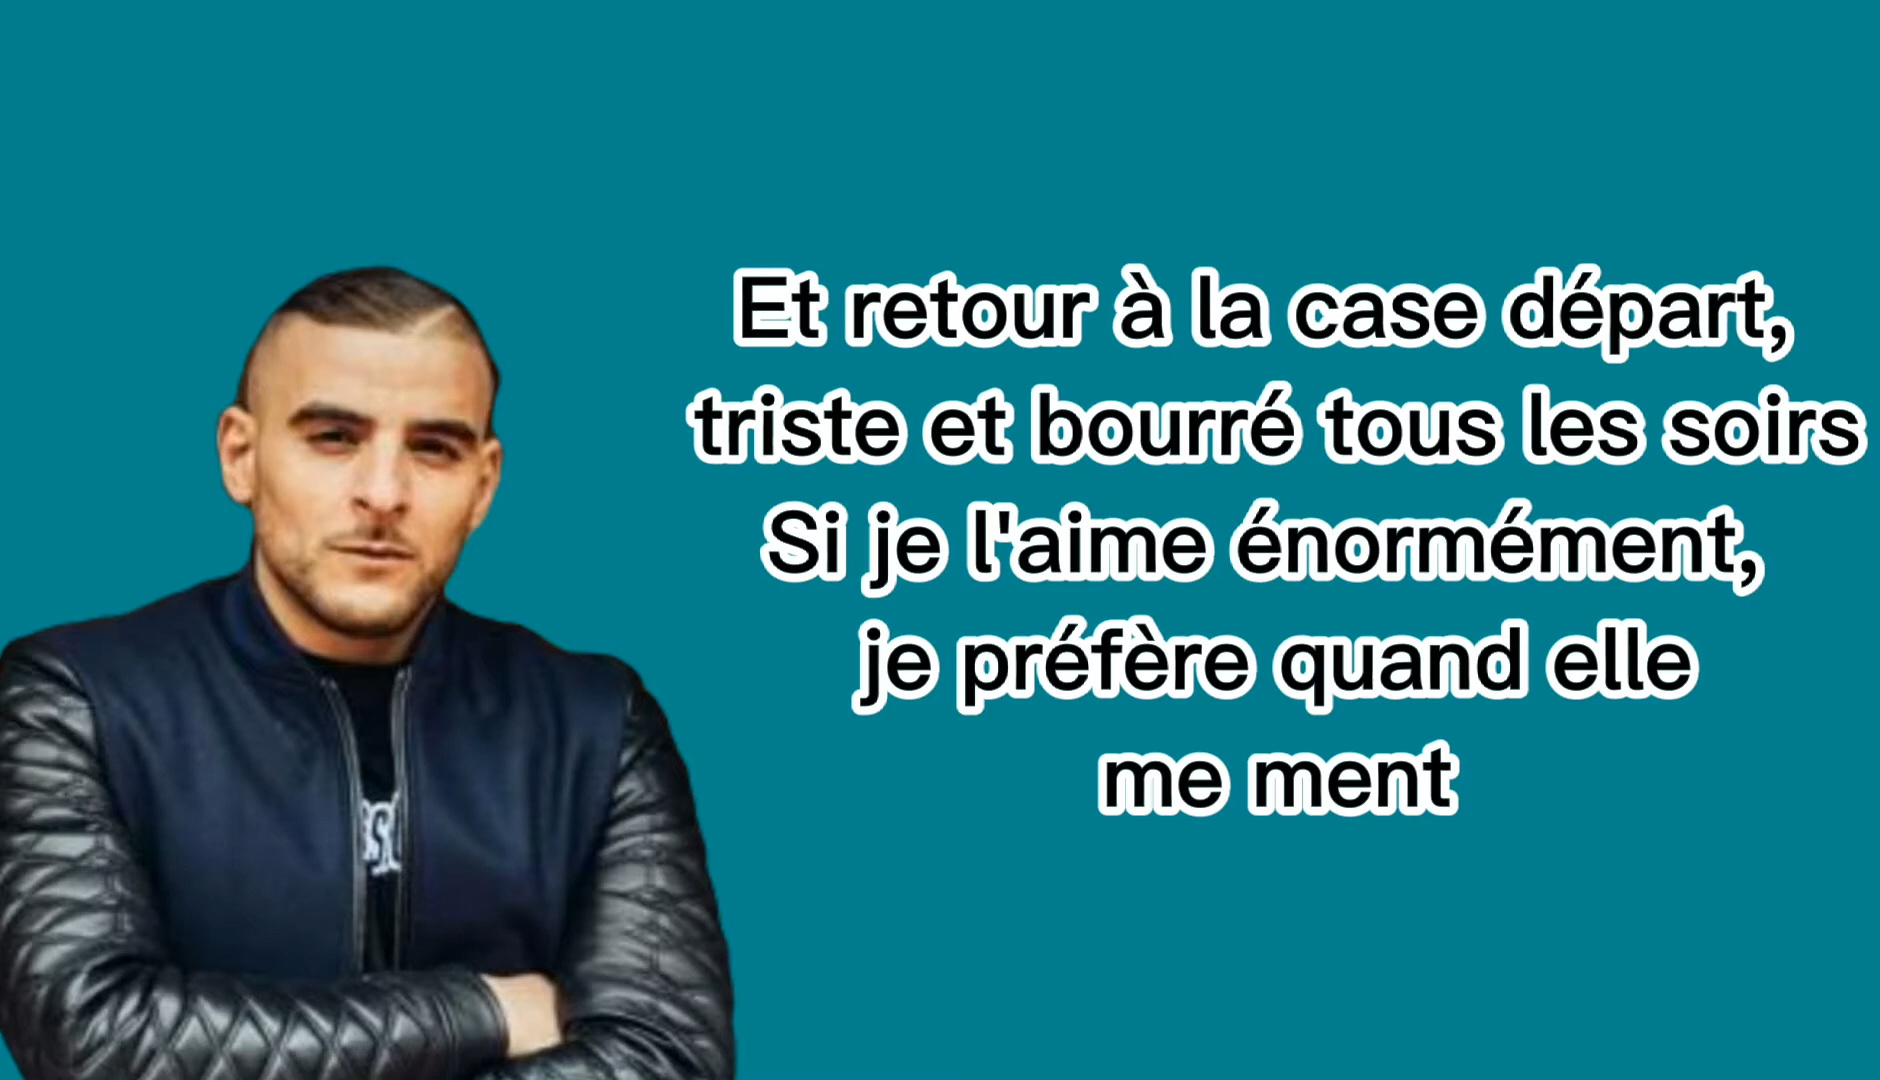 Et retour à la case départ,
triste et bourré tous les soirs
Si je l'aime énormément,
je préfère quand elle
me ment